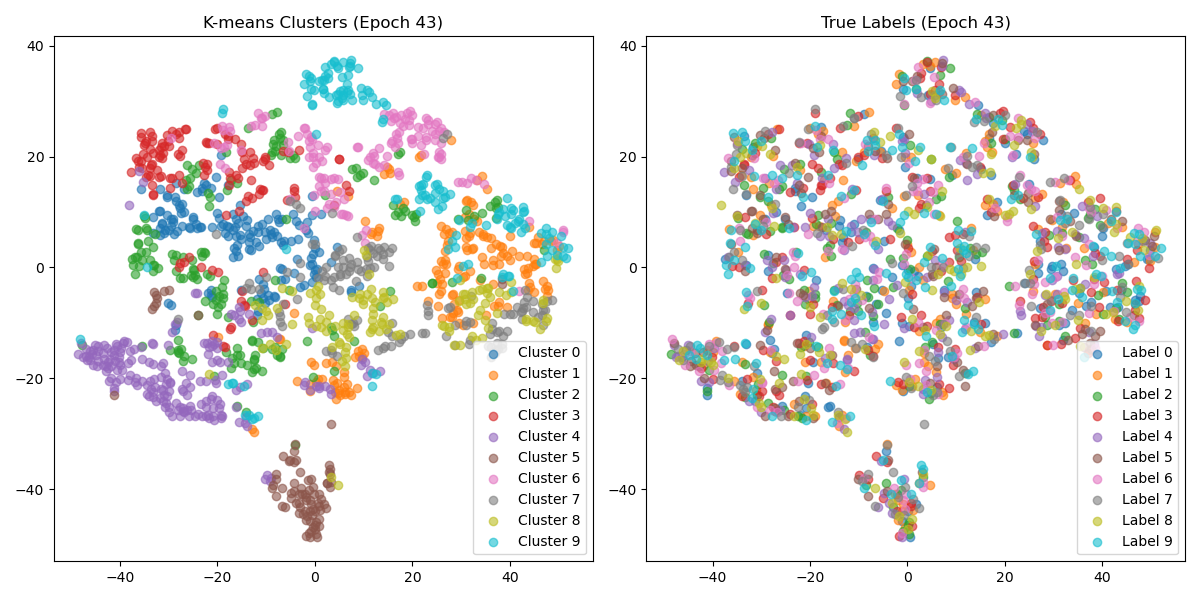 K-means Clusters (Epoch 43)
40
20
0
−20
−40
−40
−20
0
20
40
Cluster 0
Cluster 1
Cluster 2
Cluster 3
Cluster 4
Cluster 5
Cluster 6
Cluster 7
Cluster 8
Cluster 9
True Labels (Epoch 43)
40
20
0
−20
−40
−40
−20
0
20
40
Label 0
Label 1
Label 2
Label 3
Label 4
Label 5
Label 6
Label 7
Label 8
Label 9